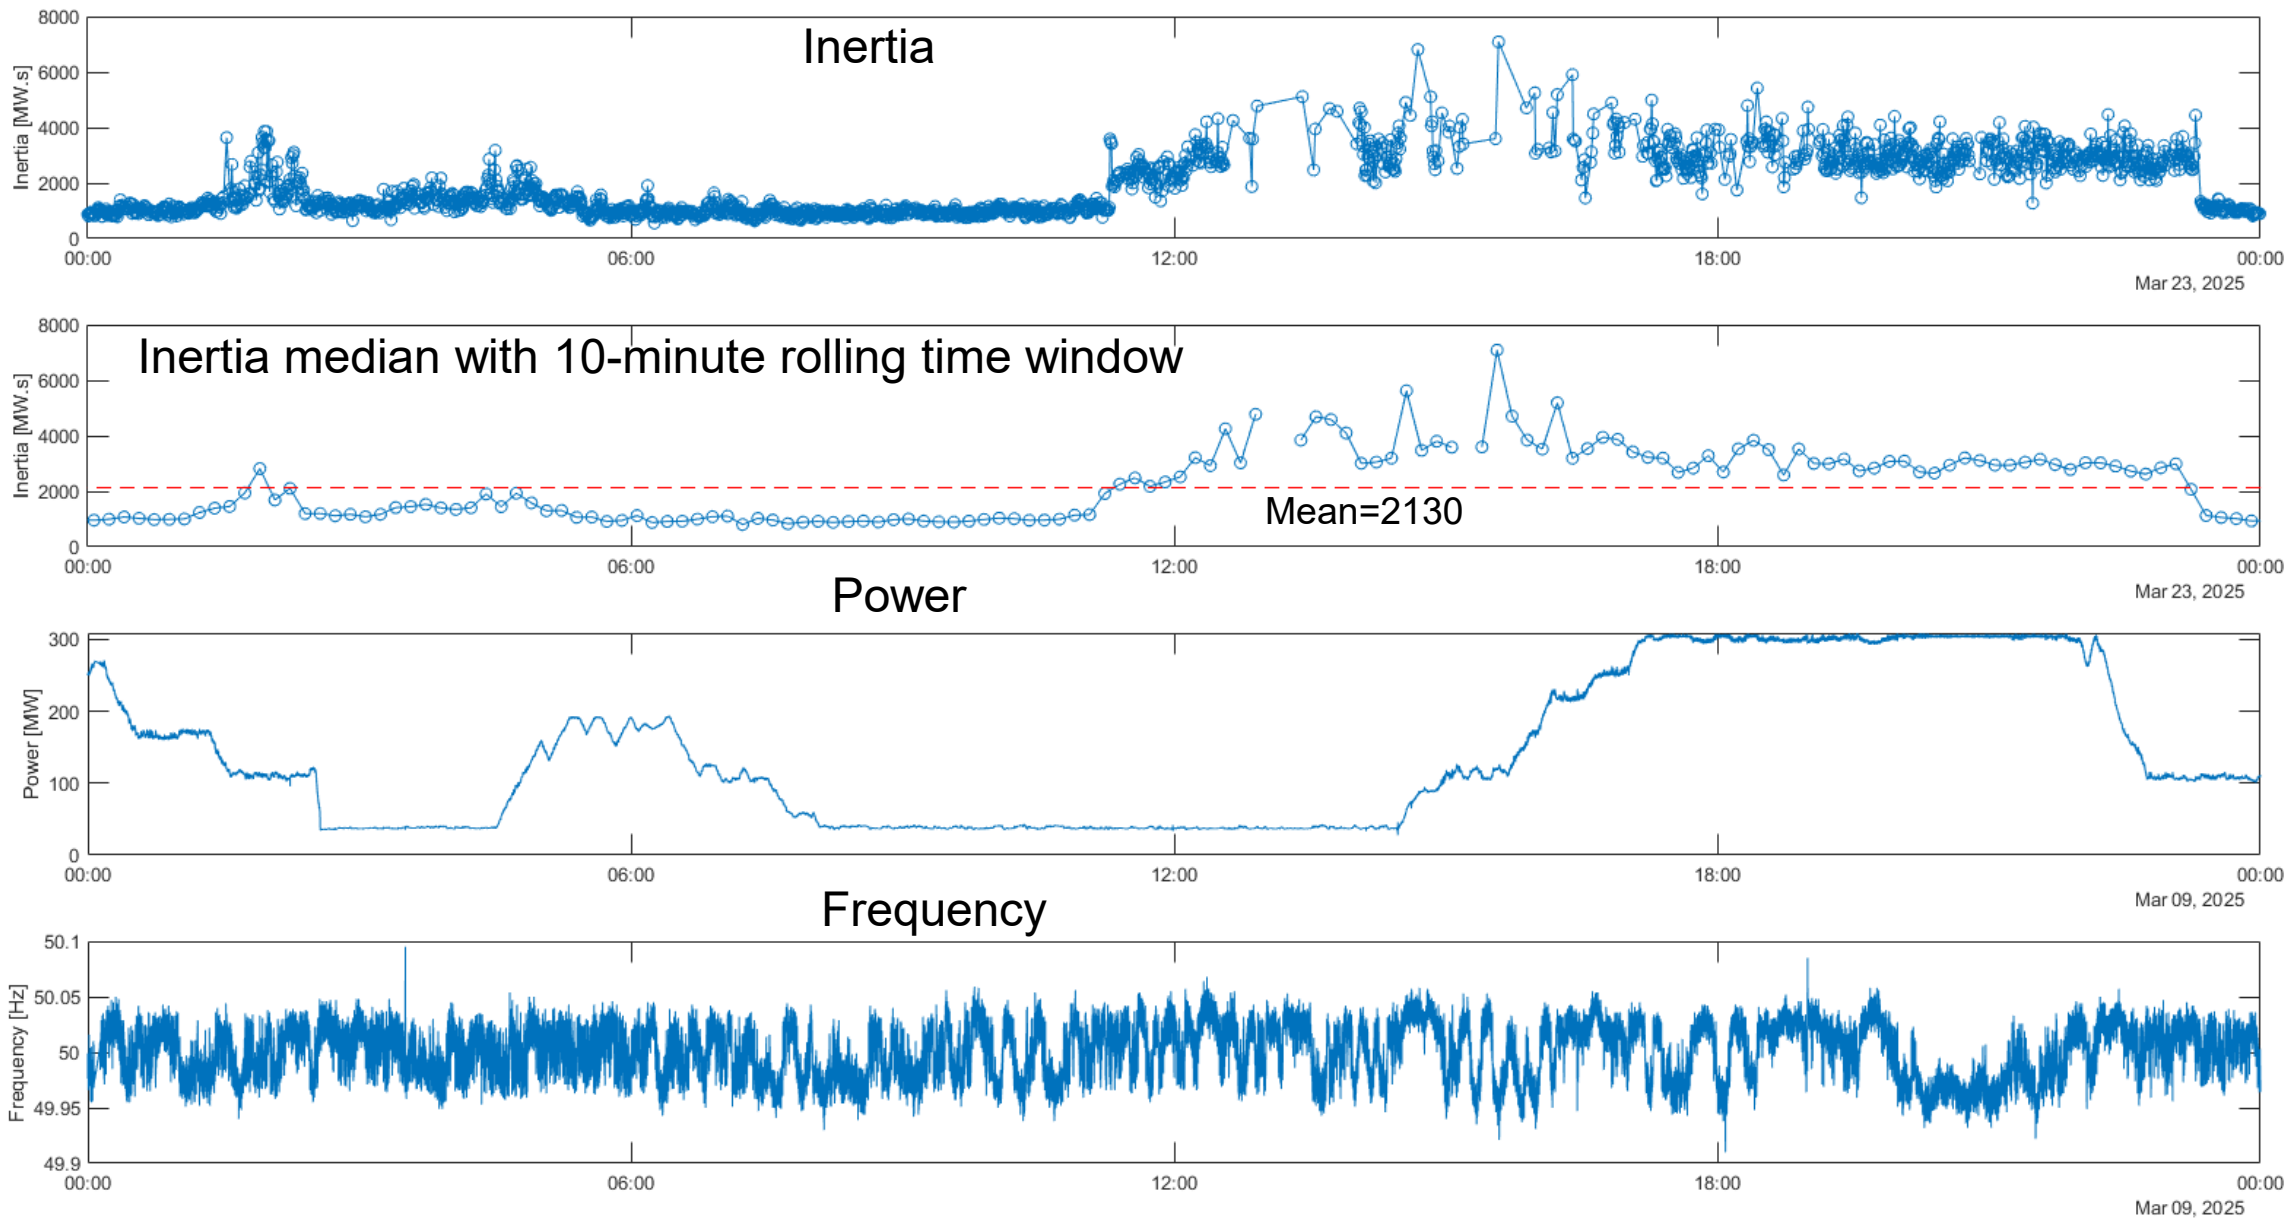 Inertia
Inertia [MW.s]
8000
6000
4000
2000
0
00:00 06:00 12:00 18:00 00:00
Mar 23, 2025
Inertia median with 10-minute rolling time window
Inertia [MW.s]
8000
6000
4000
2000
0
Mean=2130
00:00 06:00 12:00 18:00 00:00
Mar 23, 2025
Power
Power [MW]
300
200
100
0
00:00 06:00 12:00 18:00 00:00
Mar 09, 2025
Frequency
Frequency [Hz]
50.1
50.05
50
49.95
49.9
00:00 06:00 12:00 18:00 00:00
Mar 09, 2025